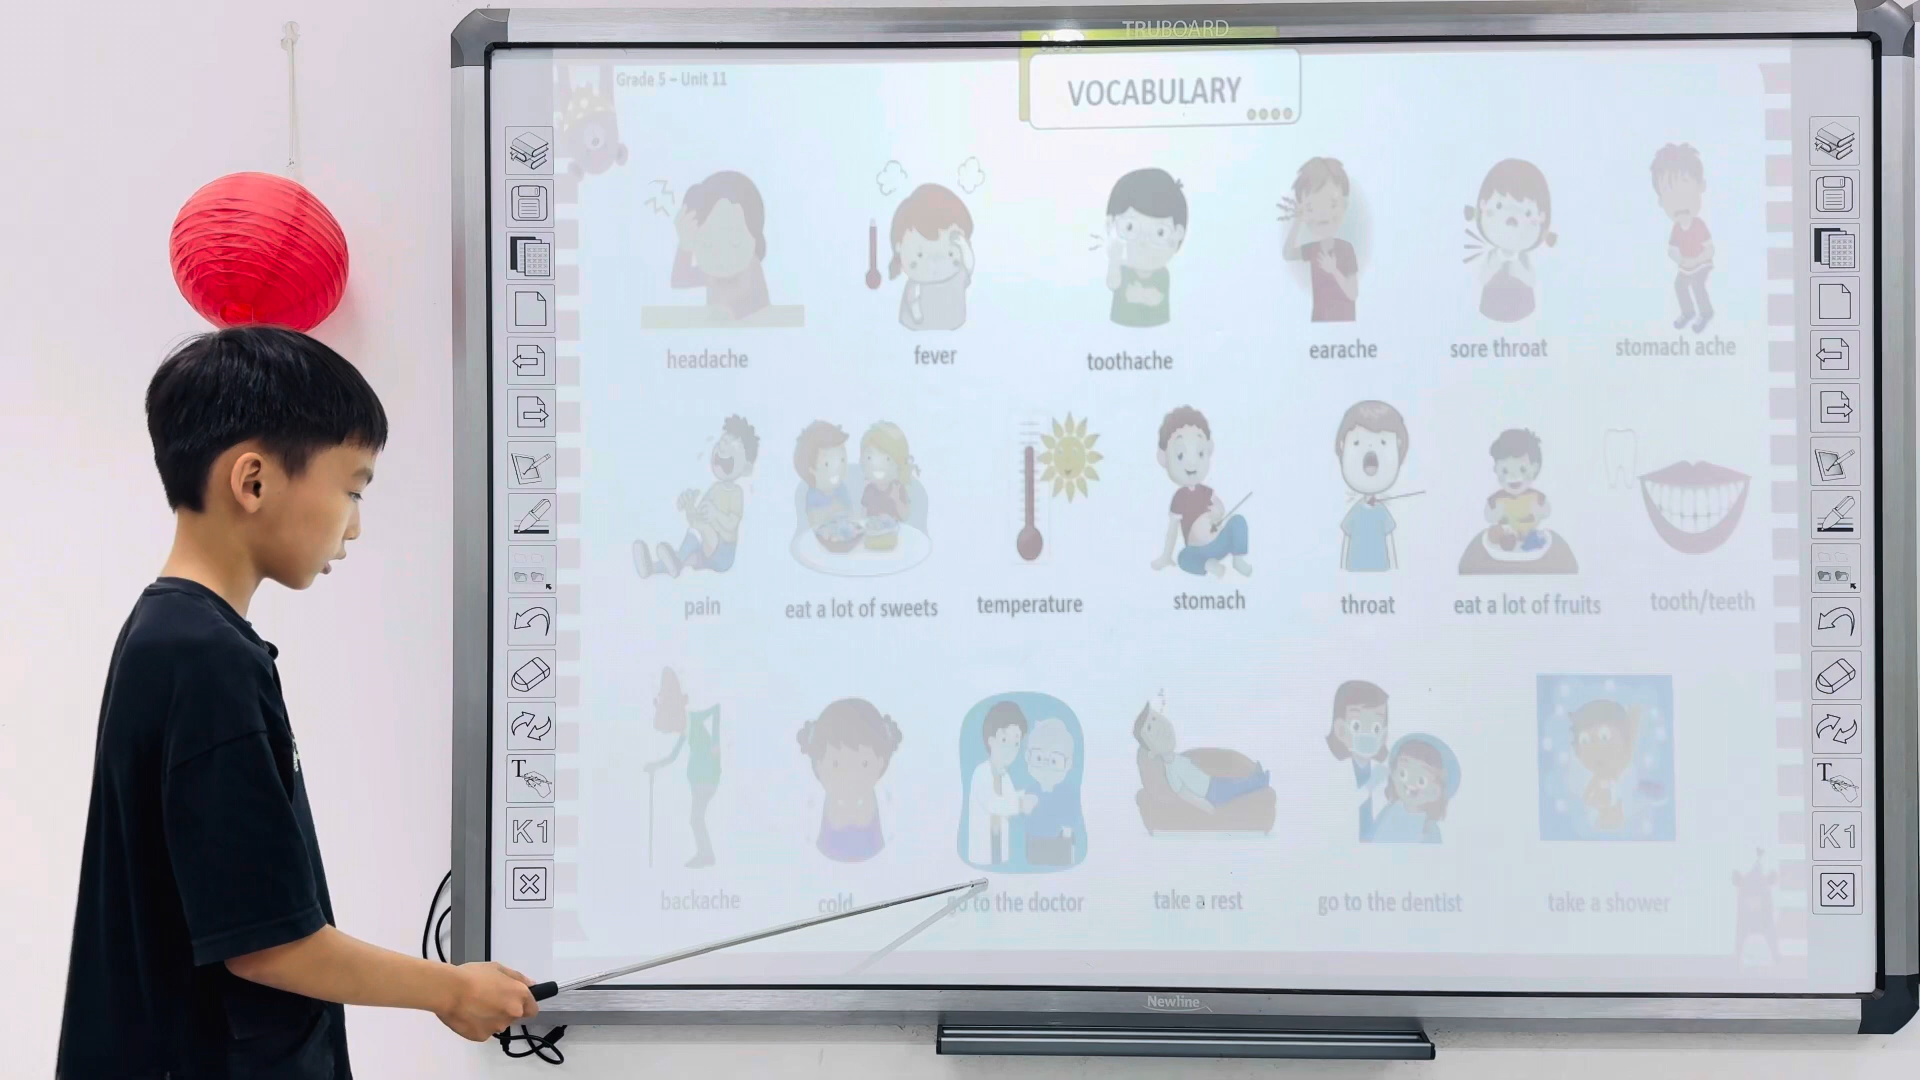 TRUBOARD
Grade 5 – Unit 11
VOCABULARY
headache fever toothache earache sore throat stomach ache
pain eat a lot of sweets temperature stomach throat eat a lot of fruits tooth/teeth
backache cold go to the doctor take a rest go to the dentist take a shower
T T
K1 K1
Newline